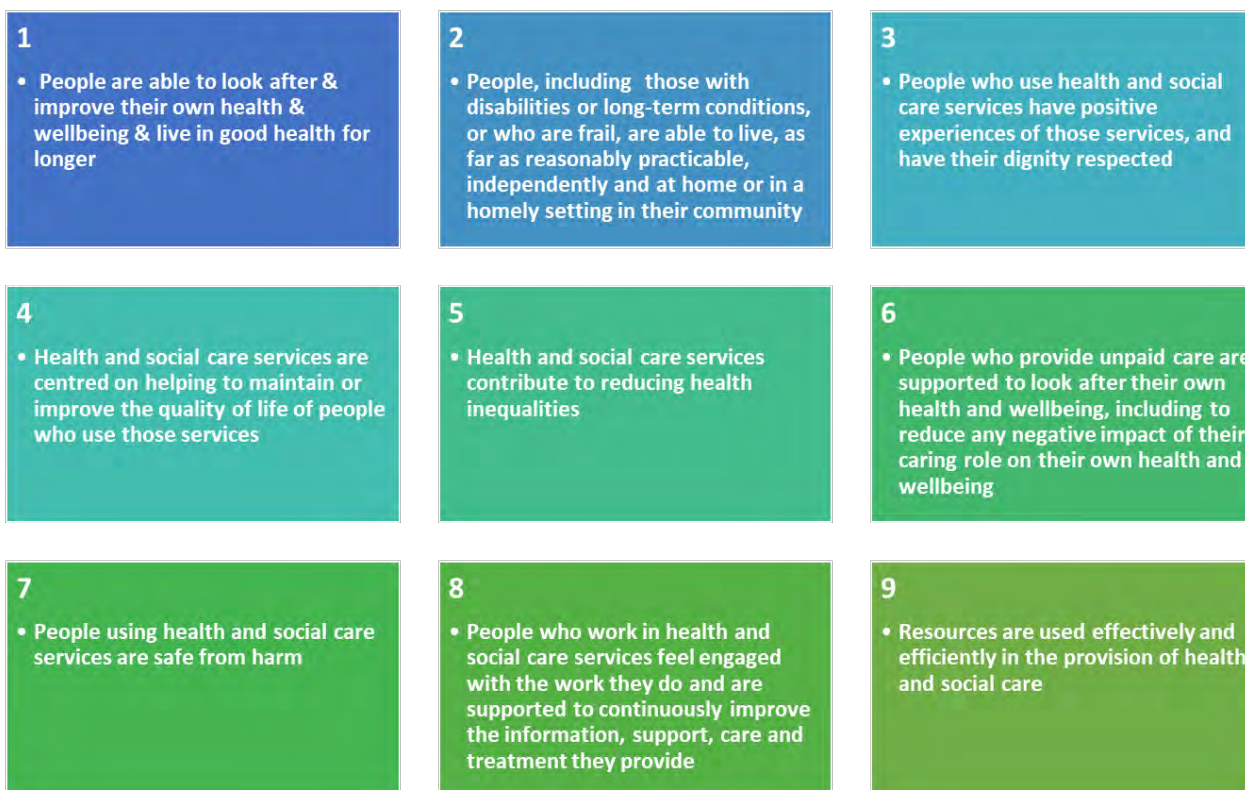 1
• People are able to look after &
improve their own health &
wellbeing & live in good health for
longer
2
• People, including those with
disabilities or long-term conditions,
or who are frail, are able to live, as
far as reasonably practicable,
independently and at home or in a
homely setting in their community
3
• People who use health and social
care services have positive
experiences of those services, and
have their dignity respected
4
• Health and social care services are
centred on helping to maintain or
improve the quality of life of people
who use those services
5
• Health and social care services
contribute to reducing health
inequalities
6
• People who provide unpaid care are
supported to look after their own
health and wellbeing, including to
reduce any negative impact of their
caring role on their own health and
wellbeing
7
• People using health and social care
services are safe from harm
8
• People who work in health and
social care services feel engaged
with the work they do and are
supported to continuously improve
the information, support, care and
treatment they provide
9
• Resources are used effectively and
efficiently in the provision of health
and social care